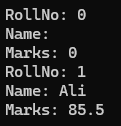 RollNo: 0
Name:
Marks: 0
RollNo: 1
Name: Ali
Marks: 85.5